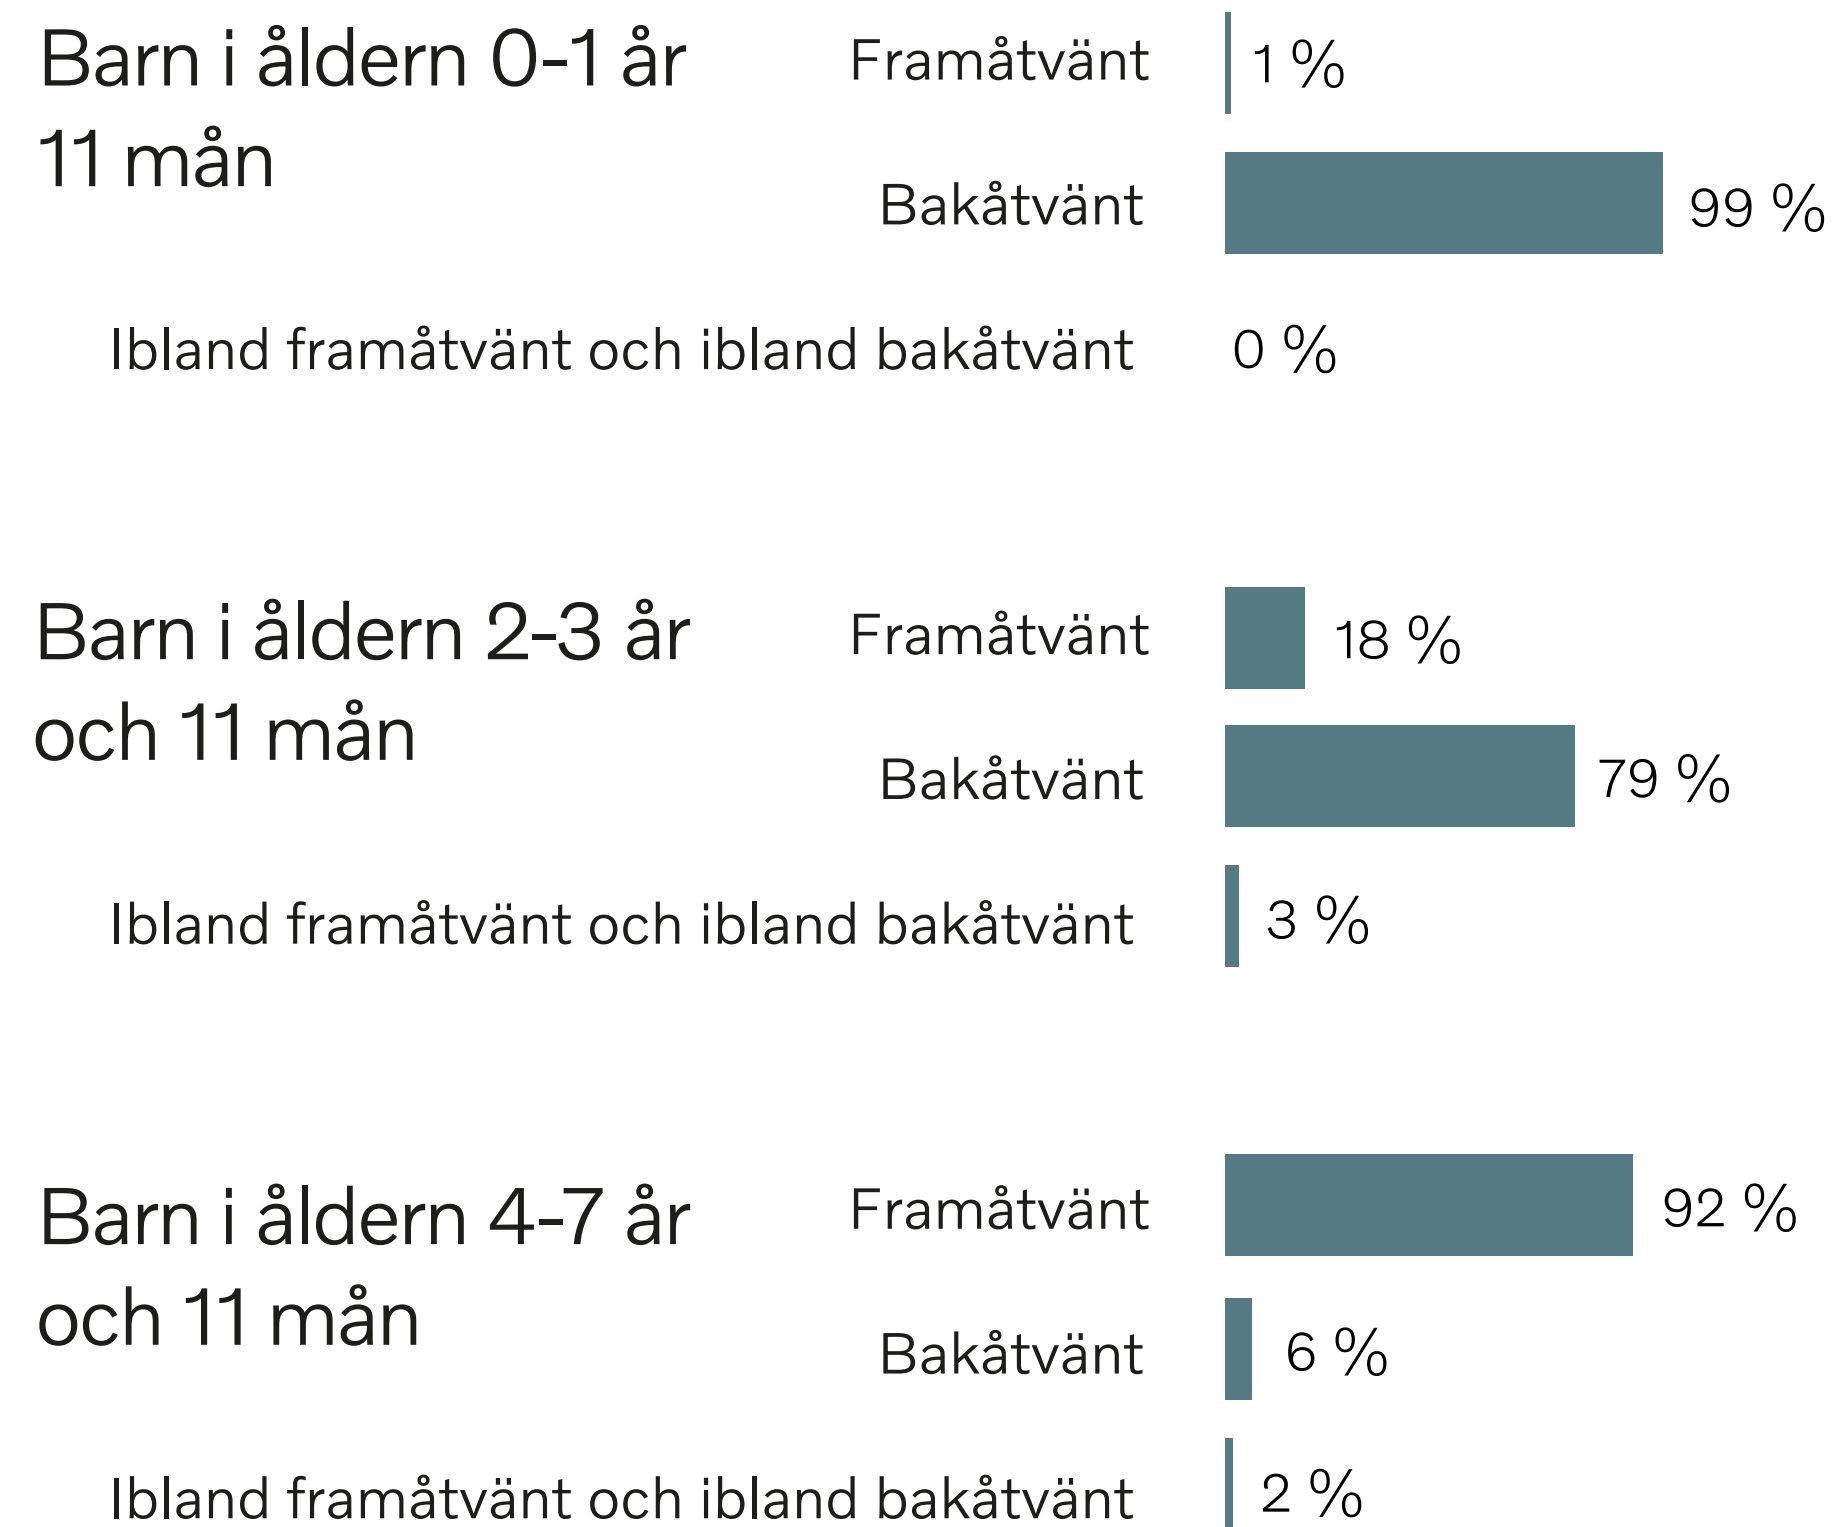 Barn i åldern 0-1 år
11 mån
Framåtvänt 1 %
Bakåtvänt 99 %
Ibland framåtvänt och ibland bakåtvänt 0 %
Barn i åldern 2-3 år
och 11 mån
Framåtvänt 18 %
Bakåtvänt 79 %
Ibland framåtvänt och ibland bakåtvänt 3 %
Barn i åldern 4-7 år
och 11 mån
Framåtvänt 92 %
Bakåtvänt 6 %
Ibland framåtvänt och ibland bakåtvänt 2 %